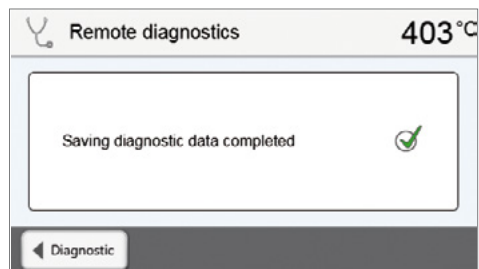 Remote diagnostics
403°C
Saving diagnostic data completed
Diagnostic